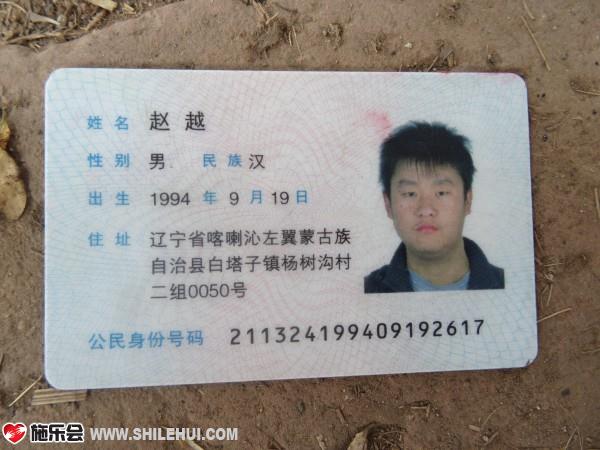 姓名 赵越
性别 男 民族 汉
出生 1994 年 9 月 19 日
住址 辽宁省喀喇沁左翼蒙古族
自治县白塔子镇杨树沟村
二组0050号
公民身份号码 211324199409192617
施乐会 WWW.SHILEHUI.COM